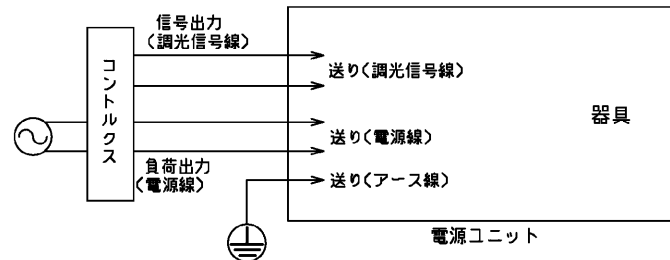 信号出力
(調光信号線)
コントルクス
送り(調光信号線)
器具
送り(電源線)
負荷出力
(電源線)
送り(アース線)
電源ユニット